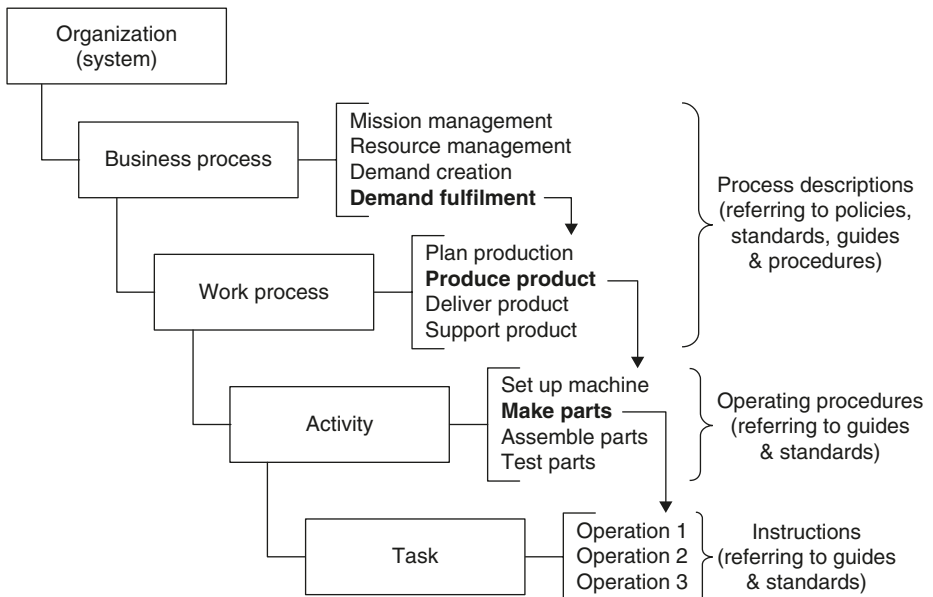 Organization
(system)
Business process
Mission management
Resource management
Demand creation
Demand fulfilment
Process descriptions
(referring to policies,
standards, guides
& procedures)
Work process
Plan production
Produce product
Deliver product
Support product
Activity
Set up machine
Make parts
Assemble parts
Test parts
Operating procedures
(referring to guides
& standards)
Task
Operation 1
Operation 2
Operation 3
Instructions
(referring to guides
& standards)